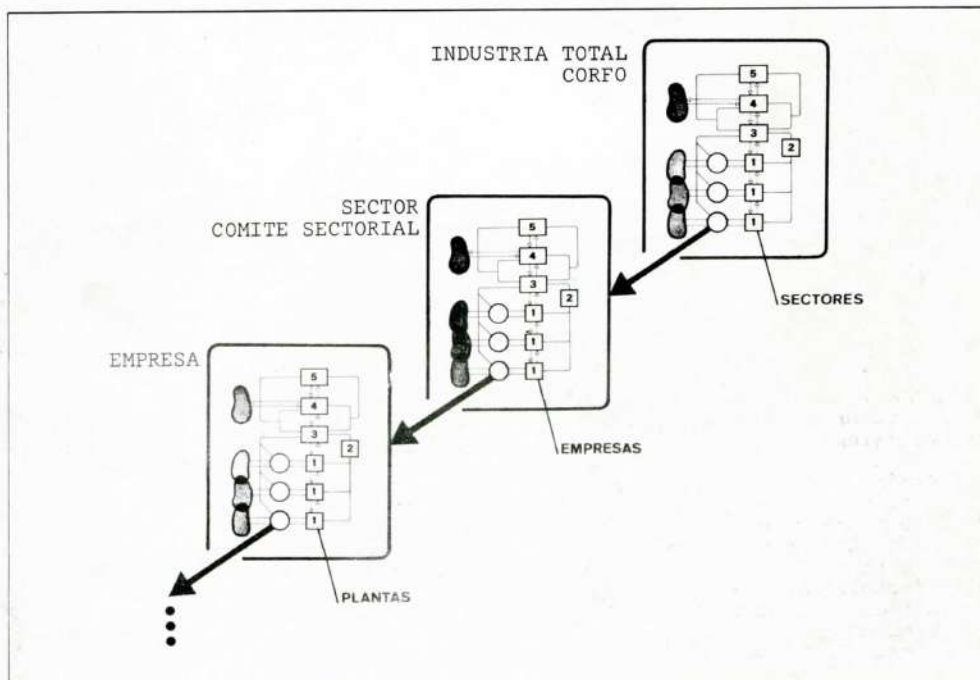 INDUSTRIA TOTAL
CORFO
5
4
3
2
1
1
1
SECTORES
SECTOR
COMITE SECTORIAL
5
4
3
2
1
1
1
EMPRESAS
EMPRESA
5
4
3
2
1
1
1
PLANTAS